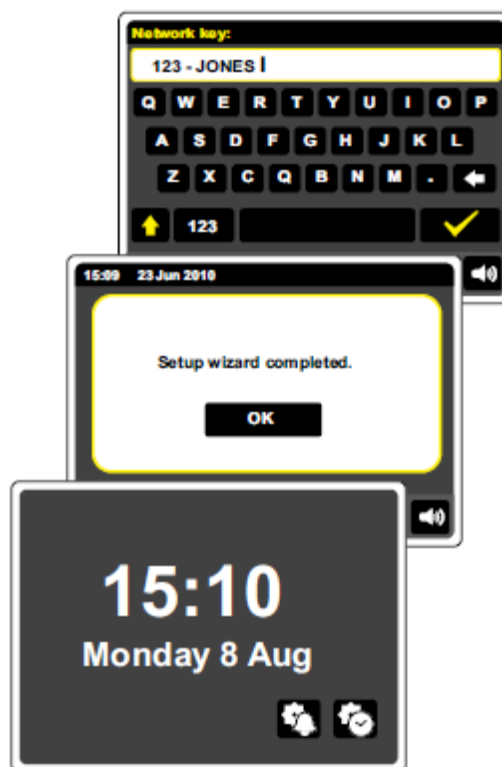 Network key:
123 - JONES
Q W E R T Y U I O P
A S D F G H J K L
Z X C Q B N M .
123
15:09 23 Jun 2010
Setup wizard completed.
OK
15:10
Monday 8 Aug